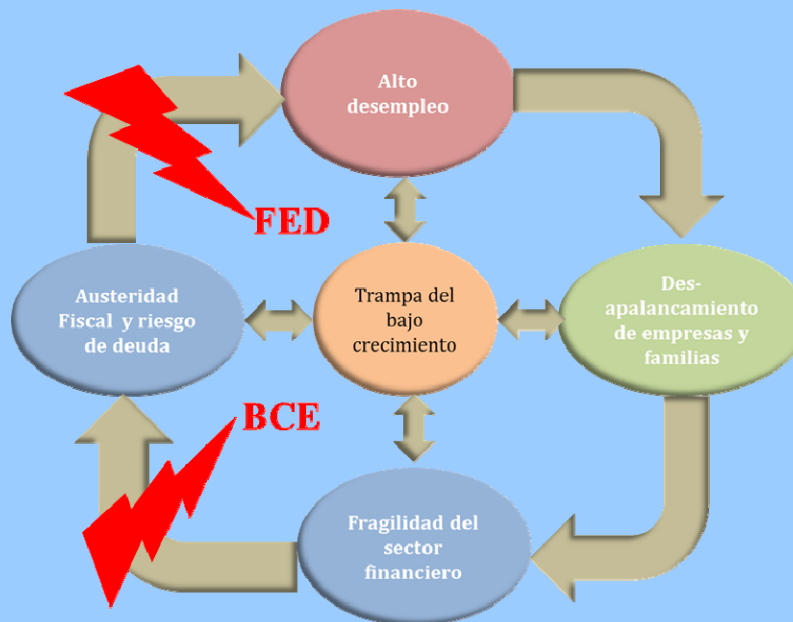 Alto
desempleo
FED
Austeridad
Fiscal y riesgo
de deuda
Trampa del
bajo
crecimiento
Des-
apalancamiento
de empresas y
familias
BCE
Fragilidad del
sector
financiero